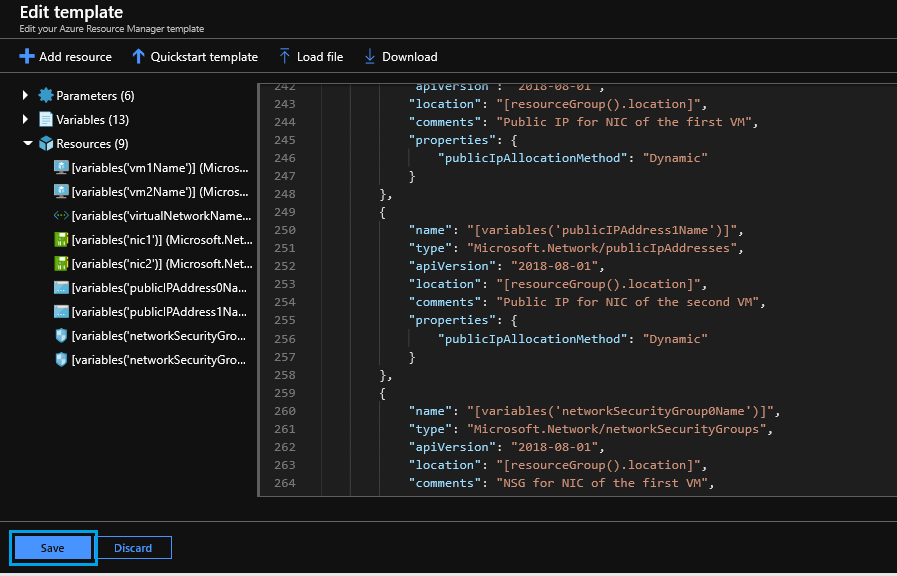 Edit template
Edit your Azure Resource Manager template
Add resource Quickstart template Load file Download
Parameters (6)
Variables (13)
Resources (9)
[variables('vm1Name')] (Micros...
[variables('vm2Name')] (Micros...
[variables('virtualNetworkName...
[variables('nic1')] (Microsoft.Net...
[variables('nic2')] (Microsoft.Net...
[variables('publicIPAddress0Na...
[variables('publicIPAddress1Na...
[variables('networkSecurityGro...
[variables('networkSecurityGro...
242 "apiVersion": "2018-08-01",
243 "location": "[resourceGroup().location]",
244 "comments": "Public IP for NIC of the first VM",
245 "properties": {
246 "publicIpAllocationMethod": "Dynamic"
247 }
248 },
249 {
250 "name": "[variables('publicIPAddress1Name')]",
251 "type": "Microsoft.Network/publicIpAddresses",
252 "apiVersion": "2018-08-01",
253 "location": "[resourceGroup().location]",
254 "comments": "Public IP for NIC of the second VM",
255 "properties": {
256 "publicIpAllocationMethod": "Dynamic"
257 }
258 },
259 {
260 "name": "[variables('networkSecurityGroup0Name')]",
261 "type": "Microsoft.Network/networkSecurityGroups",
262 "apiVersion": "2018-08-01",
263 "location": "[resourceGroup().location]",
264 "comments": "NSG for NIC of the first VM",
Save Discard